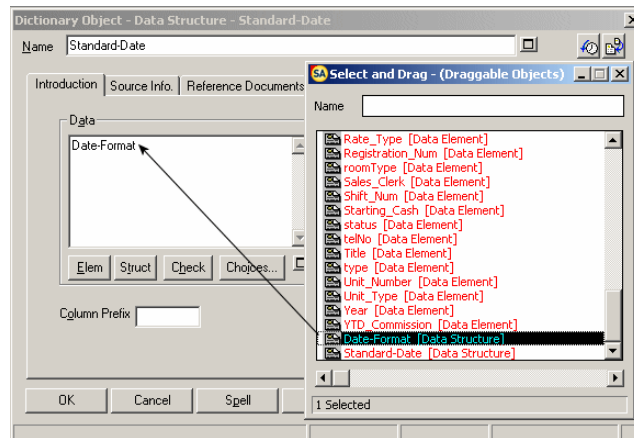 Dictionary Object - Data Structure - Standard-Date
Name Standard-Date
Introduction Source Info. Reference Documents
Data
Date-Format
Elem Struct Check Choices...
Column Prefix
OK Cancel Spell
SA Select and Drag - (Draggable Objects)
Name
Rate_Type [Data Element]
Registration_Num [Data Element]
roomType [Data Element]
Sales_Clerk [Data Element]
Shift_Num [Data Element]
Starting_Cash [Data Element]
status [Data Element]
telNo [Data Element]
Title [Data Element]
type [Data Element]
Unit_Number [Data Element]
Unit_Type [Data Element]
Year [Data Element]
YTD_Commission [Data Element]
Date-Format [Data Structure]
Standard-Date [Data Structure]
1 Selected